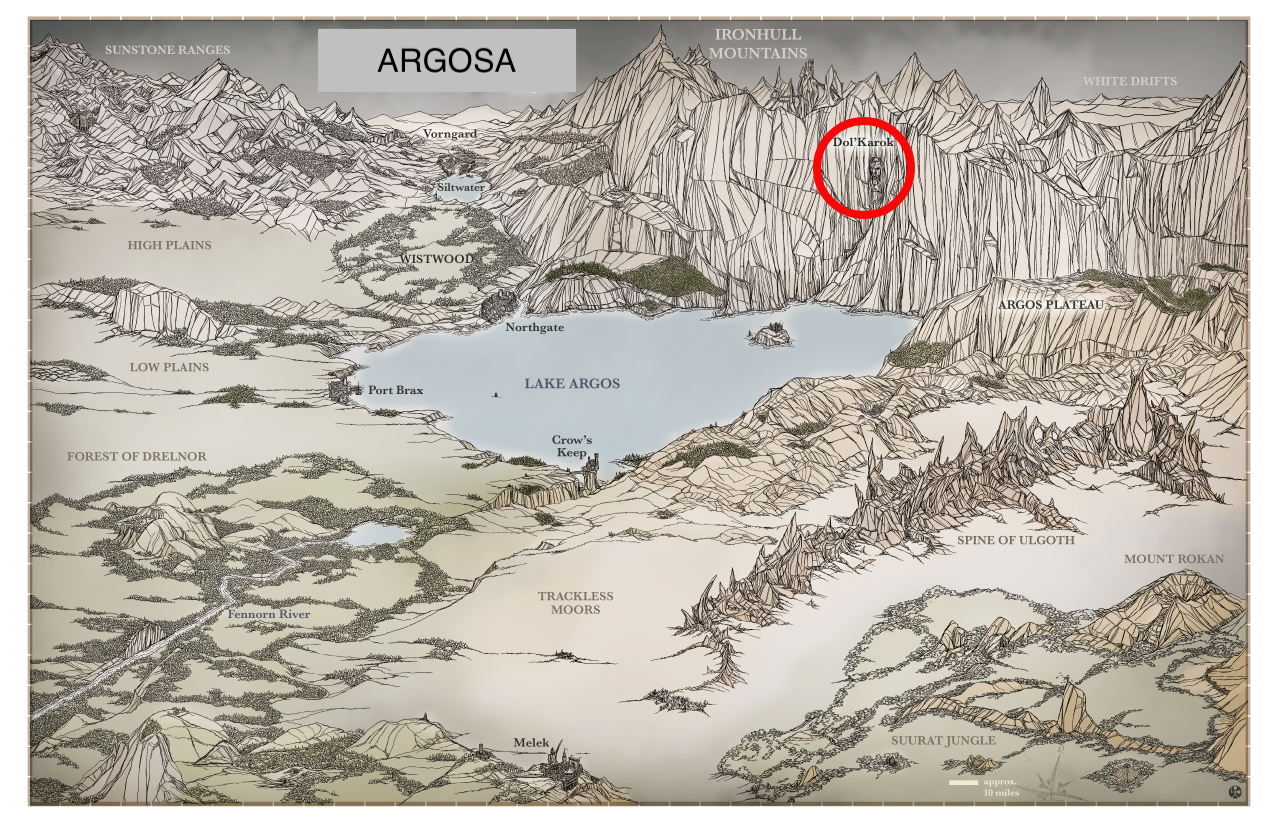 SUNSTONE RANGES
ARGOSA
IRONHULL
MOUNTAINS
WHITE DRIFTS
Vorngard
Dol'Karok
Siltwater
HIGH PLAINS
WISTWOOD
ARGOS PLATEAU
Northgate
LOW PLAINS
LAKE ARGOS
Port Brax
Crow's
Keep
FOREST OF DRELNOR
SPINE OF ULGOTH
MOUNT ROKAN
TRACKLESS
MOORS
Fennorn River
Melek
SUURAT JUNGLE
approx.
10 miles